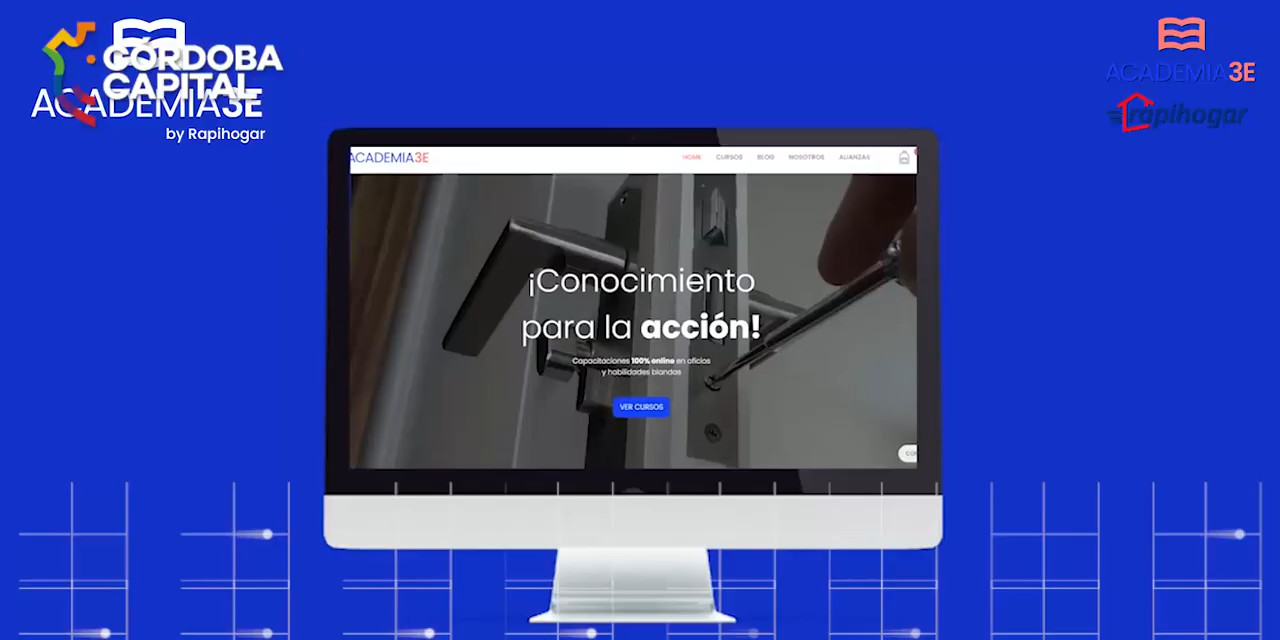 CÓRDOBA
CAPITAL
ACADEMIA3E
by Rapihogar
ACADEMIA3E
rapihogar
ACADEMIA3E
HOME CURSOS BLOG NOSOTROS ALIANZAS
¡Conocimiento
para la acción!
Capacitaciones 100% online en oficios
y habilidades blandas
VER CURSOS